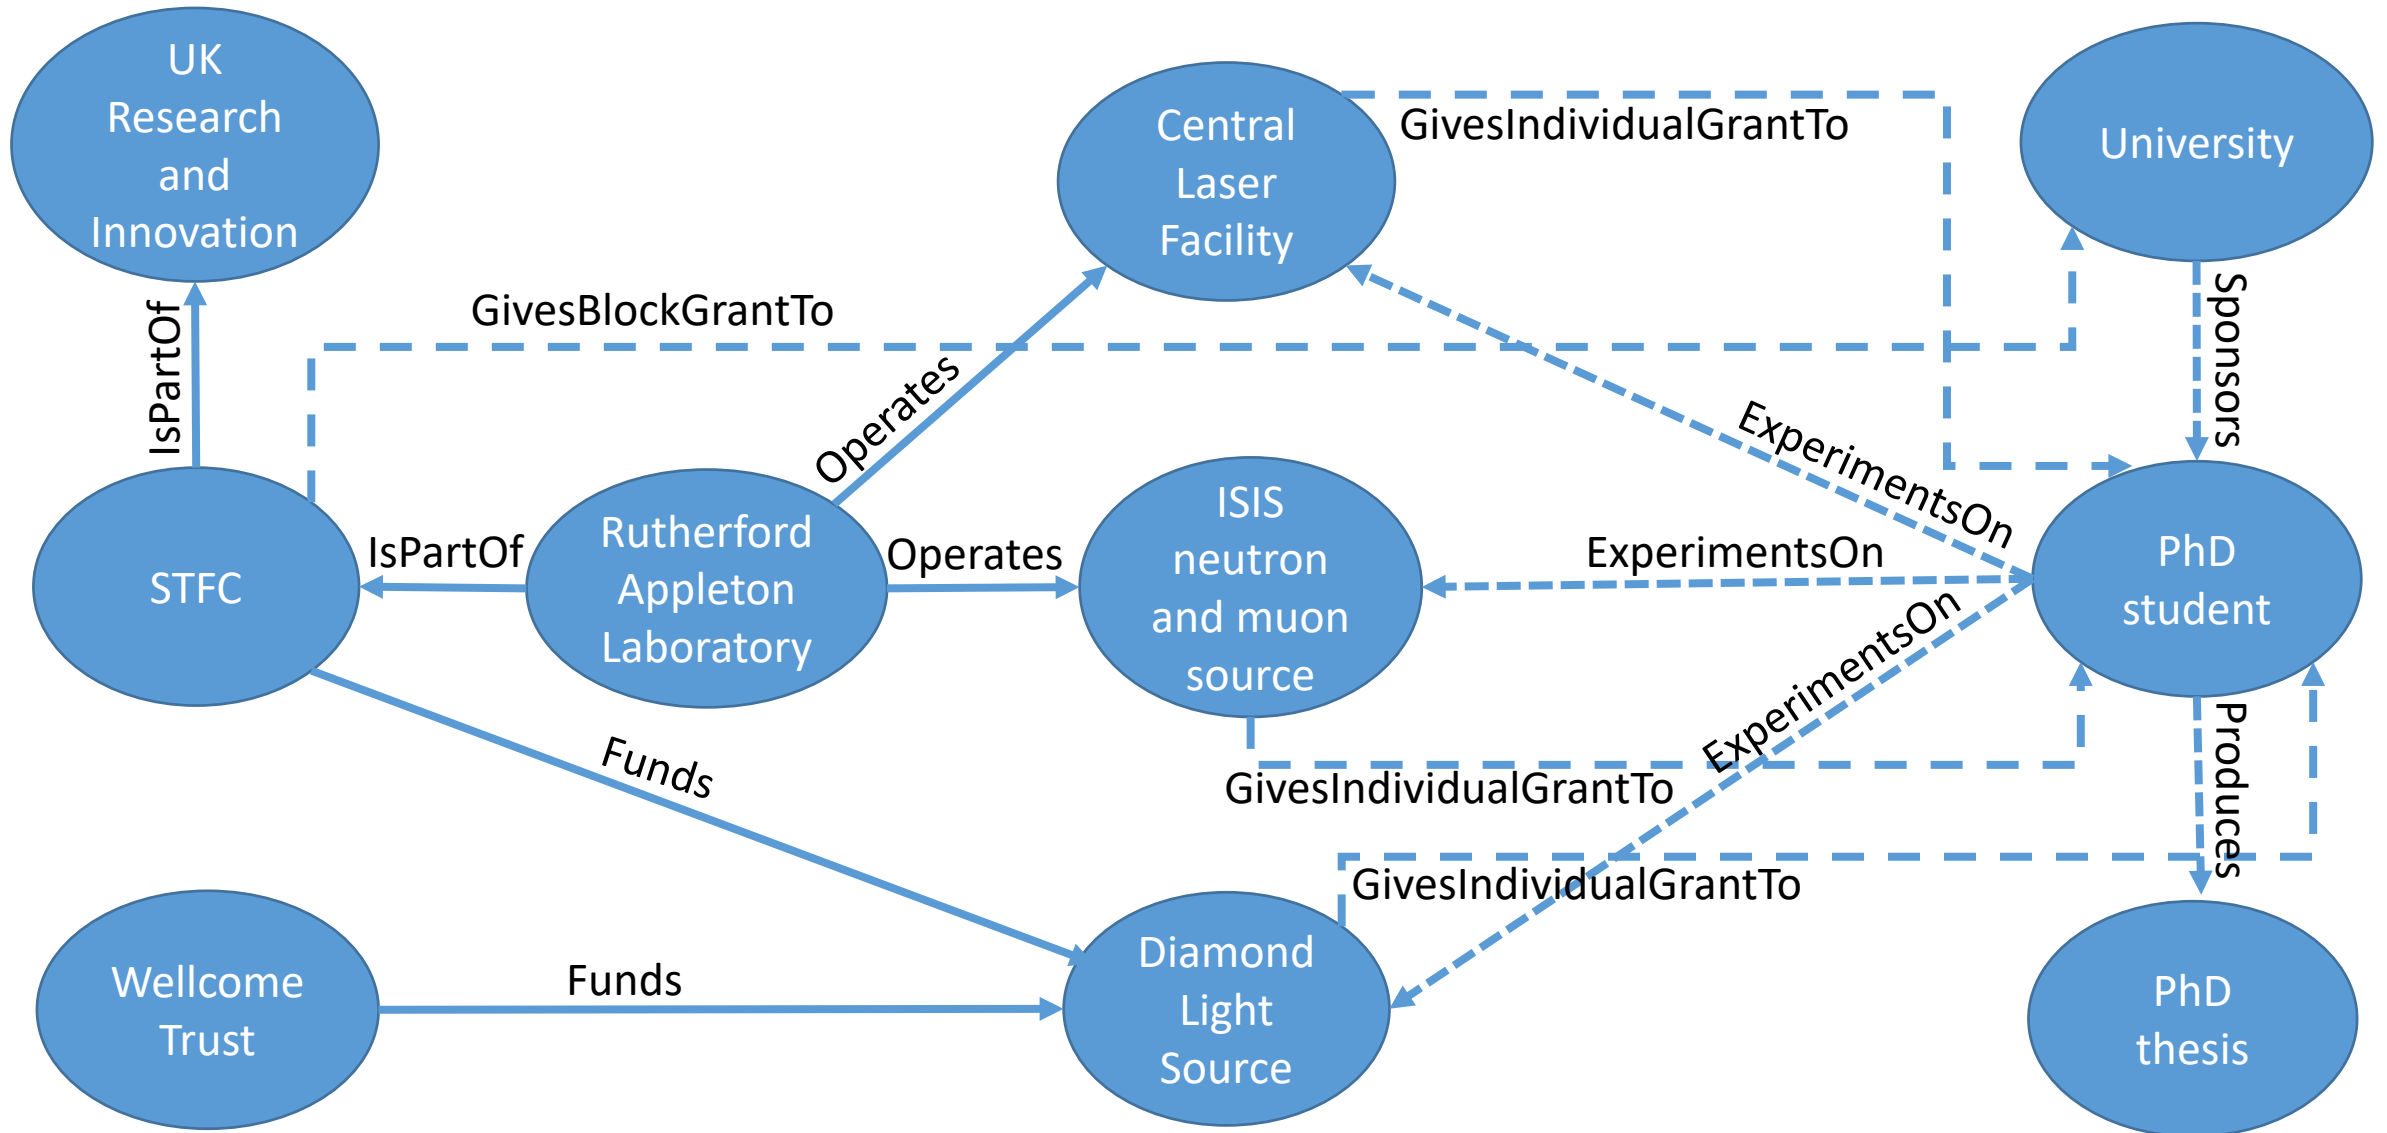 UK
Research
and
Innovation
Central
Laser
Facility
GivesIndividualGrantTo
University
IsPartOf
GivesBlockGrantTo
Operates
ExperimentsOn
Sponsors
STFC
IsPartOf
Rutherford
Appleton
Laboratory
Operates
ISIS
neutron
and muon
source
ExperimentsOn
PhD
student
Funds
GivesIndividualGrantTo
ExperimentsOn
Produces
GivesIndividualGrantTo
Wellcome
Trust
Funds
Diamond
Light
Source
PhD
thesis